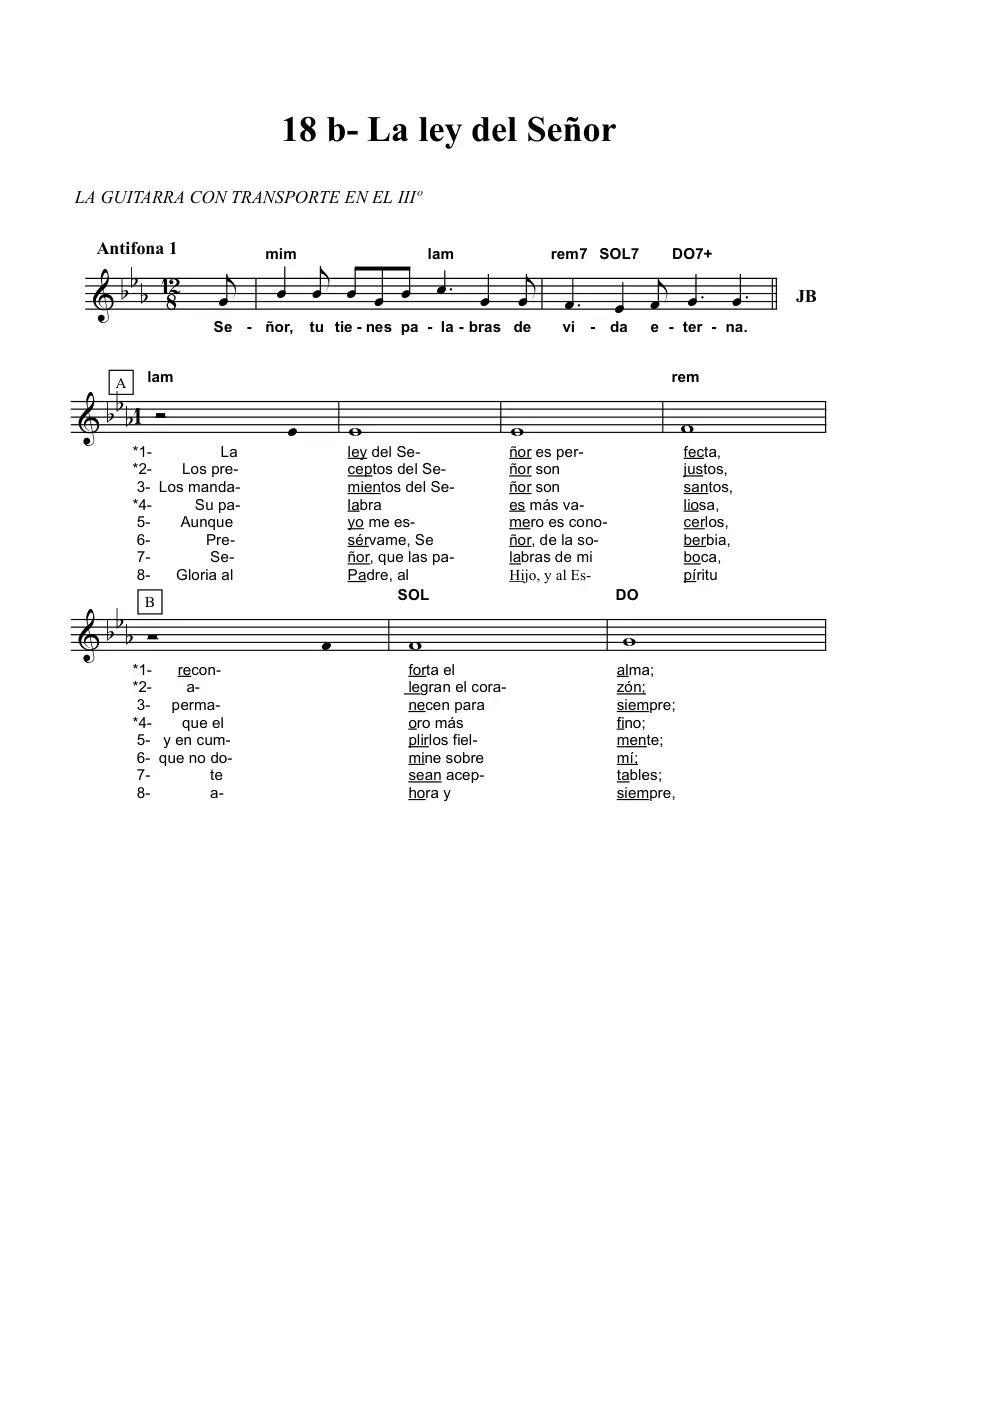 18 b- La ley del Señor
LA GUITARRA CON TRANSPORTE EN EL IIIº
Antifona 1 mim lam rem7 SOL7 DO7+
12
8
JB
Se - ñor, tu tie - nes pa - la - bras de vi - da e - ter - na.
A lam rem
1
*1- La ley del Se- ñor es per- fecta,
*2- Los pre- ceptos del Se- ñor son justos,
3- Los manda- mientos del Se- ñor son santos,
*4- Su pa- labra es más va- liosa,
5- Aunque yo me es- mero es cono- cerlos,
6- Pre- sérvame, Se ñor, de la so- berbia,
7- Se- ñor, que las pa- labras de mi boca,
8- Gloria al Padre, al Hijo, y al Es- píritu
B SOL DO
*1- recon- forta el alma;
*2- a- legran el cora- zón;
3- perma- necen para siempre;
*4- que el oro más fino;
5- y en cum- plirlos fiel- mente;
6- que no do- mine sobre mí;
7- te sean acep- tables;
8- a- hora y siempre,